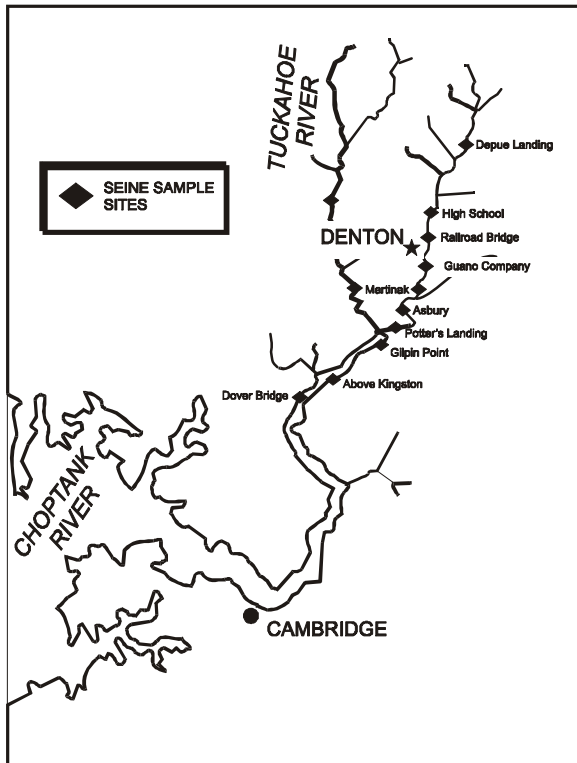 TUCKAHOE
RIVER
Depue Landing
SEINE SAMPLE
SITES
High School
DENTON
Railroad Bridge
Guano Company
Martinak
Asbury
Potter's Landing
Gilpin Point
Above Kingston
Dover Bridge
CHOPTANK
RIVER
CAMBRIDGE